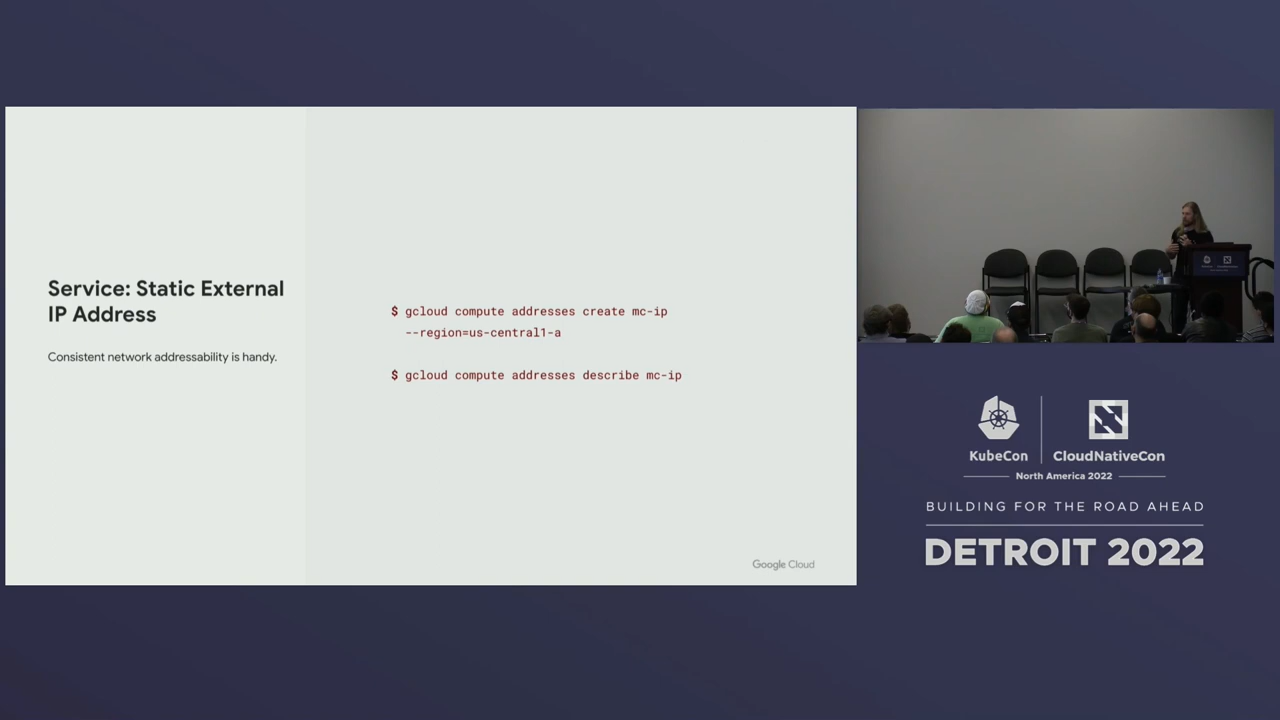 Service: Static External
IP Address
Consistent network addressability is handy.
$ gcloud compute addresses create mc-ip
--region=us-central1-a
$ gcloud compute addresses describe mc-ip
Google Cloud
KubeCon
CloudNativeCon
North America 2022
BUILDING FOR THE ROAD AHEAD
DETROIT 2022